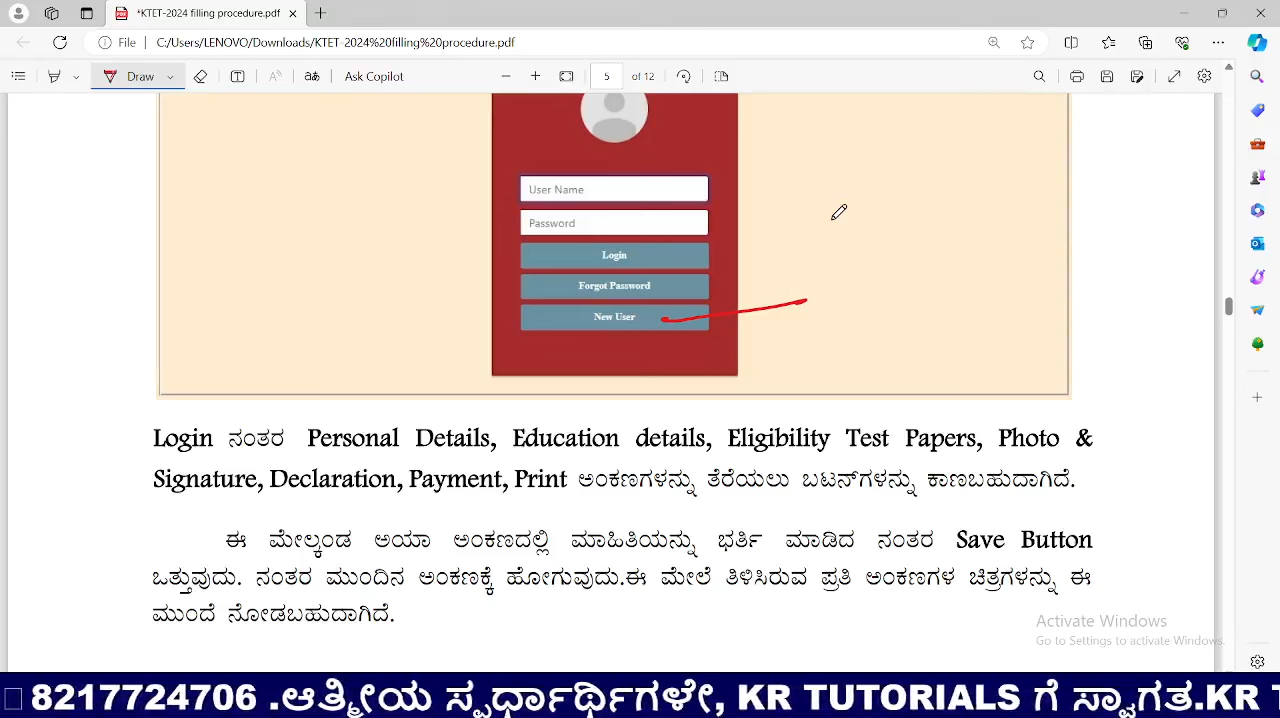 *KTET-2024 filling procedure.pdf
File
C:/Users/LENOVO/Downloads/KTET-2024%20filling%20procedure.pdf
Draw
Ask Copilot
5 of 12
User Name
Password
Login
Forgot Password
New User
Login ನಂತರ Personal Details, Education details, Eligibility Test Papers, Photo &
Signature, Declaration, Payment, Print ಅಂಕಣಗಳನ್ನು ತೆರೆಯಲು ಬಟನ್‌ಗಳನ್ನು ಕಾಣಬಹುದಾಗಿದೆ.
ಈ ಮೇಲ್ಕಂಡ ಅಯಾ ಅಂಕಣದಲ್ಲಿ ಮಾಹಿತಿಯನ್ನು ಭರ್ತಿ ಮಾಡಿದ ನಂತರ Save Button
ಒತ್ತುವುದು. ನಂತರ ಮುಂದಿನ ಅಂಕಣಕ್ಕೆ ಹೋಗುವುದು.ಈ ಮೇಲೆ ತಿಳಿಸಿರುವ ಪ್ರತಿ ಅಂಕಣಗಳ ಚಿತ್ರಗಳನ್ನು ಈ
ಮುಂದೆ ನೋಡಬಹುದಾಗಿದೆ.
Activate Windows
Go to Settings to activate Windows.
8217724706 .ಆತ್ಮೀಯ ಸ್ಪರ್ಧಾರ್ಥಿಗಳೇ, KR TUTORIALS ಗೆ ಸ್ವಾಗತ.KR T